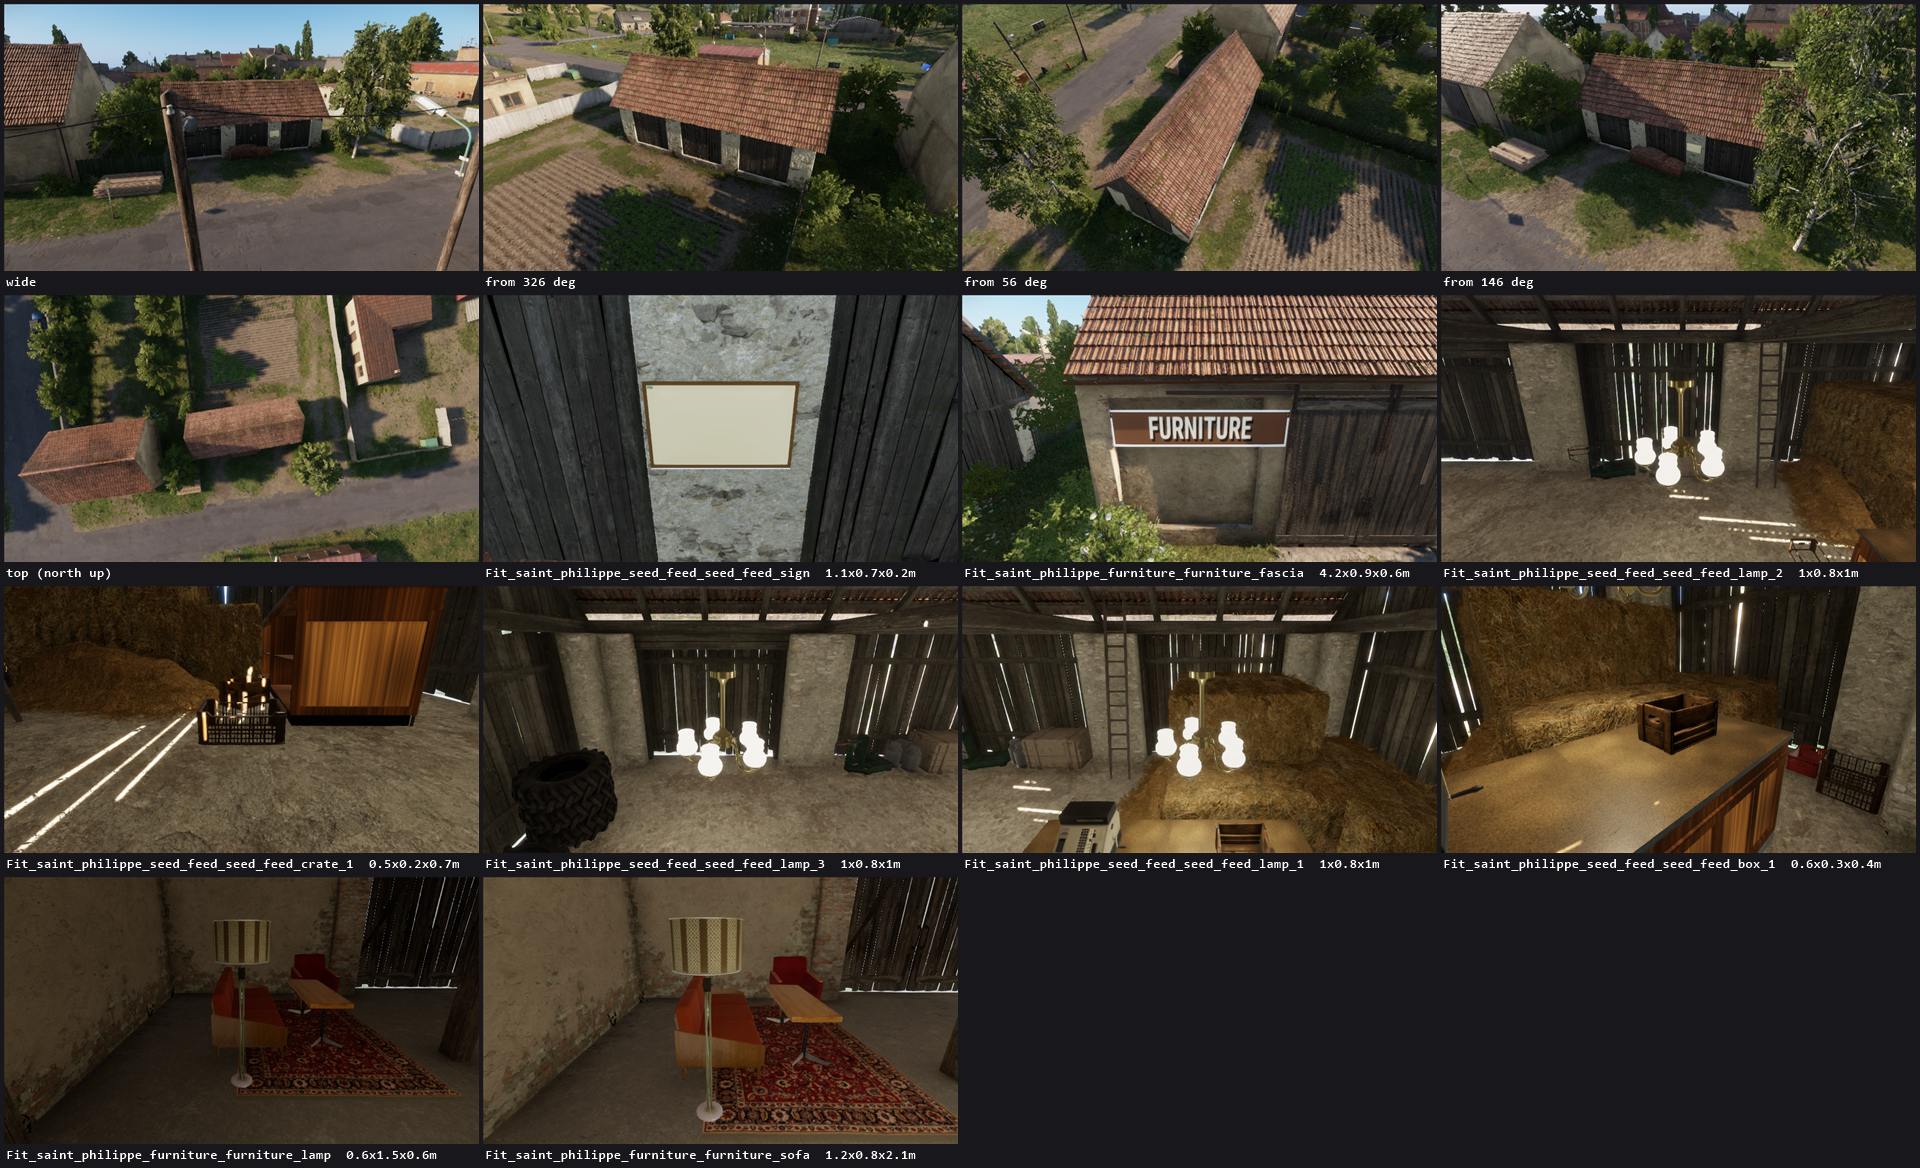 wide
from 326 deg
from 56 deg
from 146 deg
top (north up)
Fit_saint_philippe_seed_feed_seed_feed_sign 1.1x0.7x0.2m
FURNITURE
Fit_saint_philippe_furniture_furniture_fascia 4.2x0.9x0.6m
Fit_saint_philippe_seed_feed_seed_feed_lamp_2 1x0.8x1m
Fit_saint_philippe_seed_feed_seed_feed_crate_1 0.5x0.2x0.7m
Fit_saint_philippe_seed_feed_seed_feed_lamp_3 1x0.8x1m
Fit_saint_philippe_seed_feed_seed_feed_lamp_1 1x0.8x1m
Fit_saint_philippe_seed_feed_seed_feed_box_1 0.6x0.3x0.4m
Fit_saint_philippe_furniture_furniture_lamp 0.6x1.5x0.6m
Fit_saint_philippe_furniture_furniture_sofa 1.2x0.8x2.1m